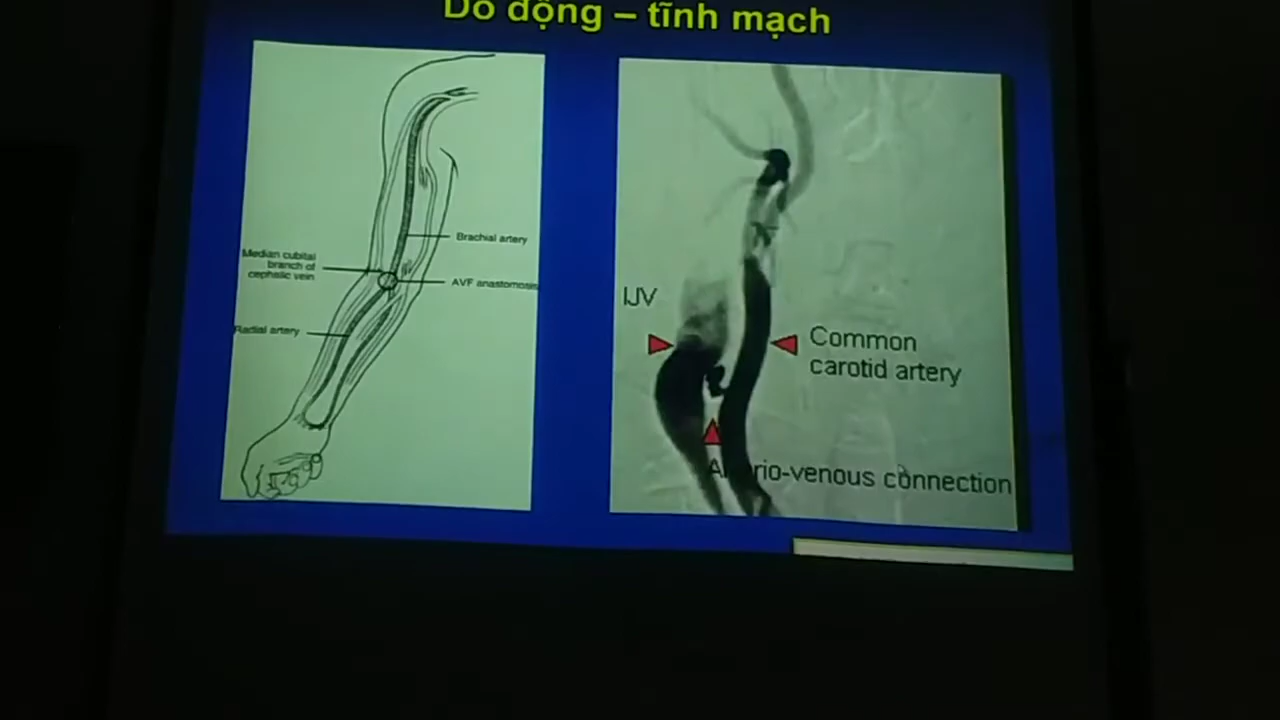 Dò động – tĩnh mạch
Brachial artery
Median cubital
branch of
cephalic vein
AVF anastomosis
Radial artery
IJV
Common
carotid artery
Arterio-venous connection